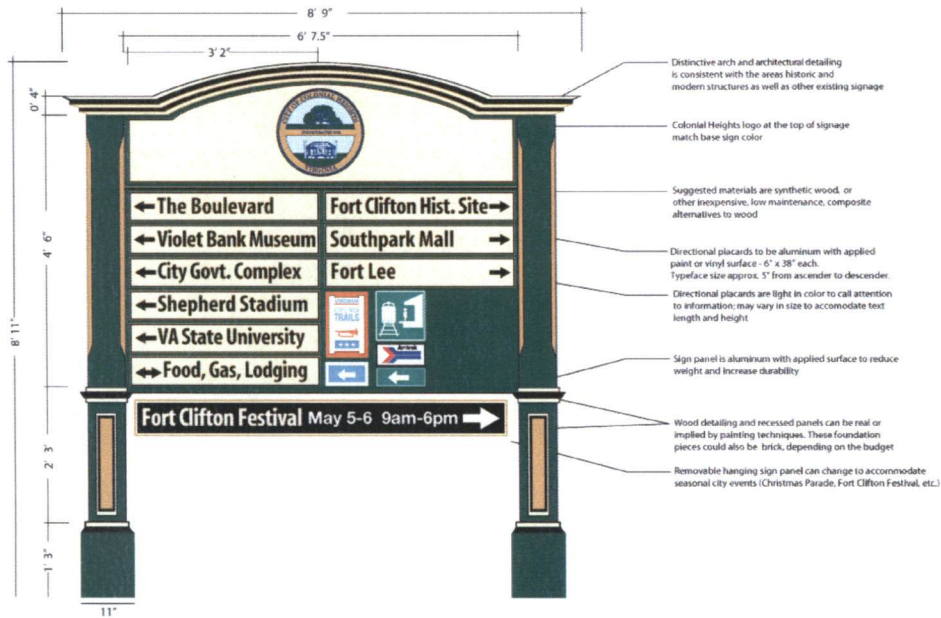 8' 9"
6' 7.5"
3' 2"
0' 4"
8' 11"
4' 6"
2' 3"
1' 3"
11"
CITY OF COLONIAL HEIGHTS
VIRGINIA
The Boulevard
Violet Bank Museum
City Govt. Complex
Shepherd Stadium
VA State University
Food, Gas, Lodging
Fort Clifton Hist. Site
Southpark Mall
Fort Lee
VIRGINIA
TRAILS
Amtrak
Fort Clifton Festival May 5-6 9am-6pm
Distinctive arch and architectural detailing
is consistent with the areas historic and
modern structures as well as other existing signage
Colonial Heights logo at the top of signage
match base sign color
Suggested materials are synthetic wood, or
other inexpensive, low maintenance, composite
alternatives to wood
Directional placards to be aluminum with applied
paint or vinyl surface - 6" x 38" each.
Typeface size approx. 5" from ascender to descender.
Directional placards are light in color to call attention
to information; may vary in size to accomodate text
length and height
Sign panel is aluminum with applied surface to reduce
weight and increase durability
Wood detailing and recessed panels can be real or
implied by painting techniques. These foundation
pieces could also be brick, depending on the budget
Removable hanging sign panel can change to accommodate
seasonal city events (Christmas Parade, Fort Clifton Festival, etc.)